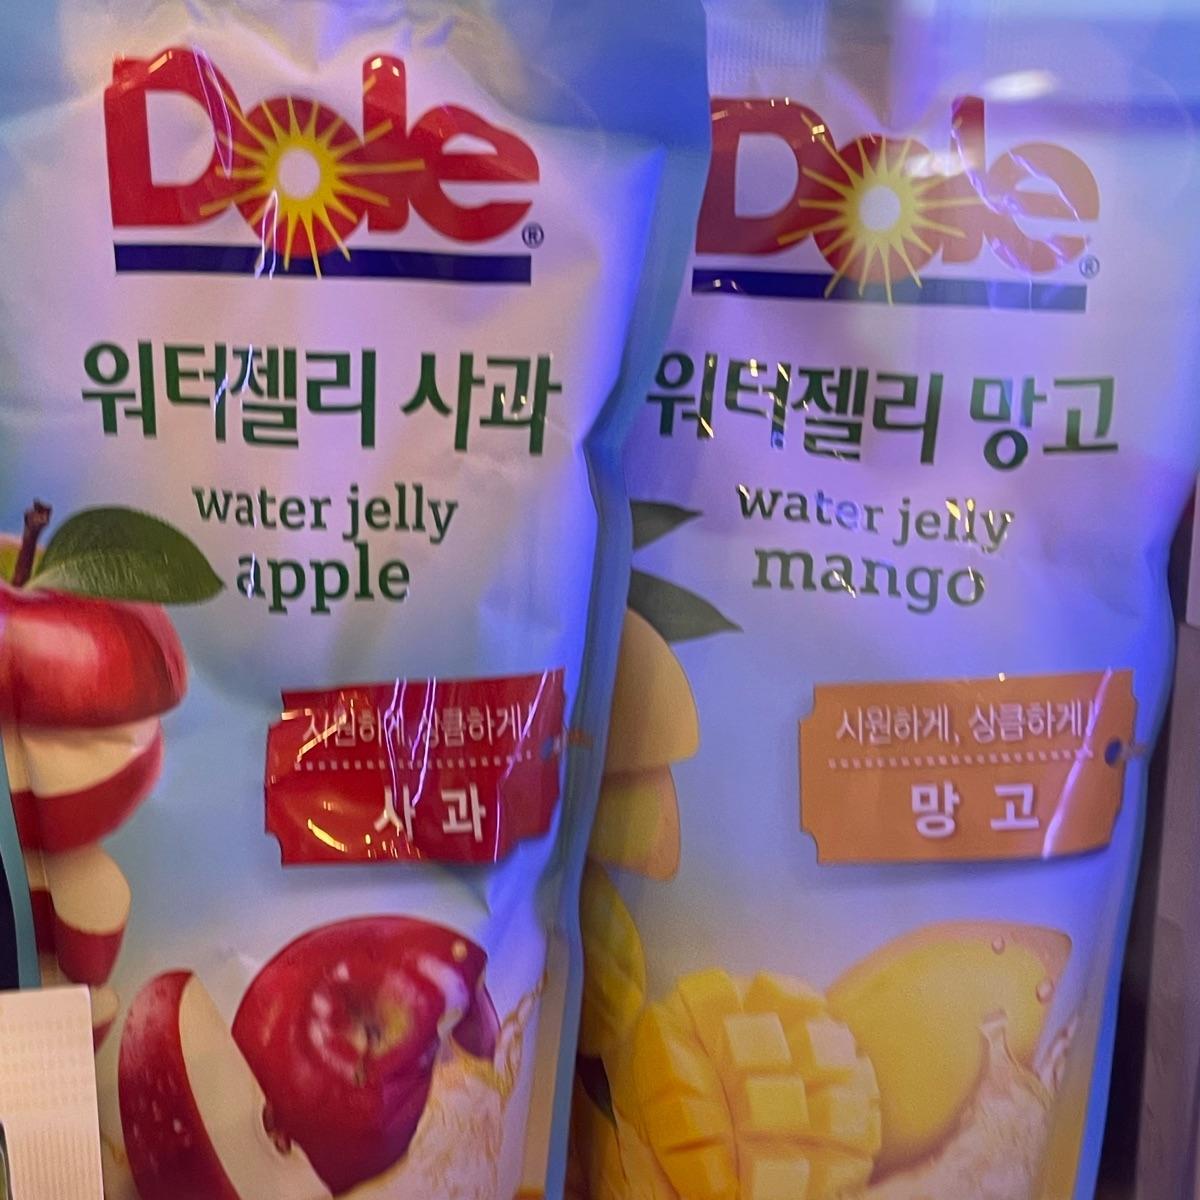 Dole®
워터젤리 사과
water jelly
apple
시원하게, 상큼하게!
사과
Dole®
워터젤리 망고
water jelly
mango
시원하게, 상큼하게!
망고